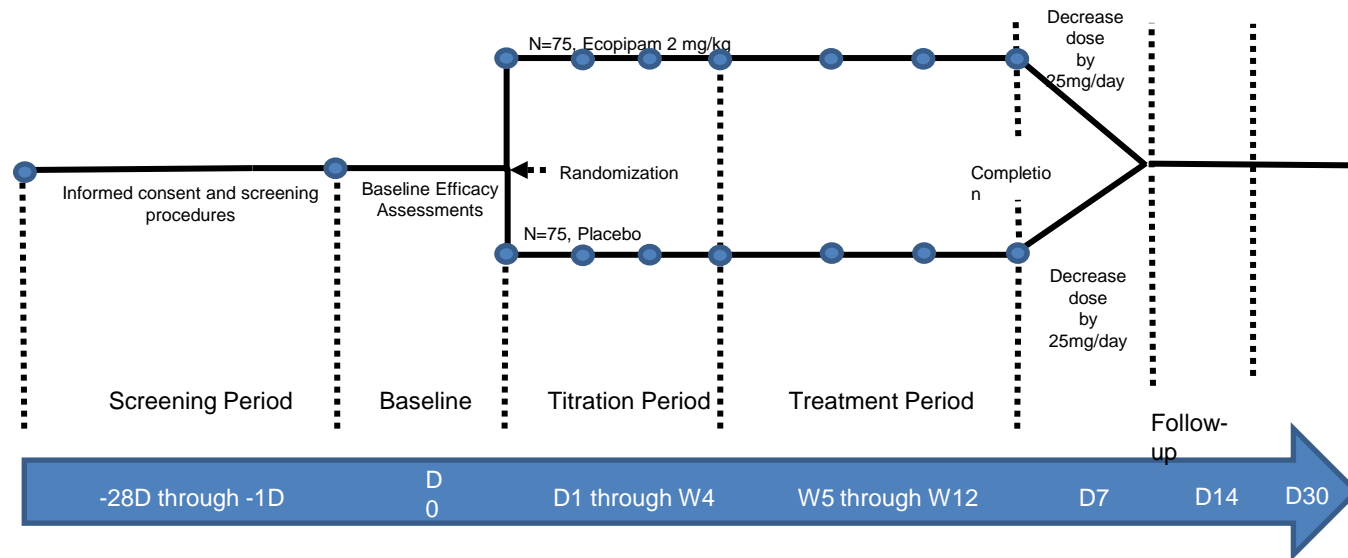 Decrease
dose
by
25mg/day
N=75, Ecopipam 2 mg/kg
Randomization
Completio
n
Informed consent and screening
procedures
Baseline Efficacy
Assessments
N=75, Placebo
Decrease
dose
by
25mg/day
Screening Period
Baseline
Titration Period
Treatment Period
Follow-
up
-28D through -1D
D
0
D1 through W4
W5 through W12
D7
D14
D30